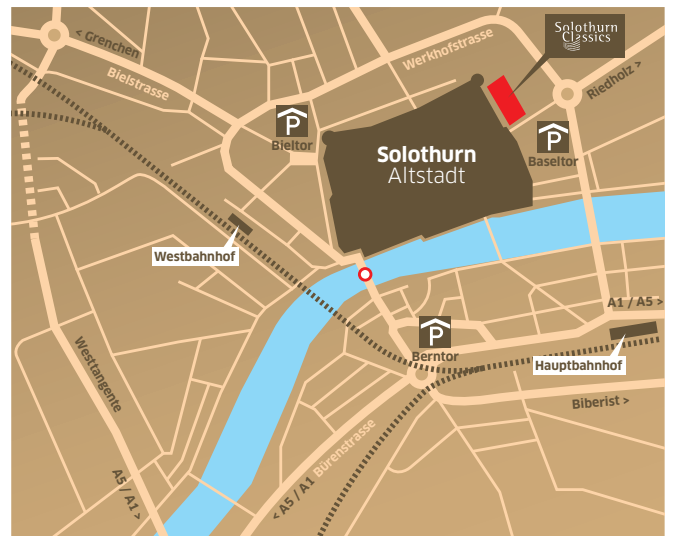 Solothurn
Classics
< Grenchen
Werkhofstrasse
Bielstrasse
Riedholz >
P
Bieltor
P
Baseltor
Solothurn
Altstadt
Westbahnhof
A1 / A5 >
P
Berntor
Hauptbahnhof
Westtangente
Biberist >
Bürenstrasse
A5 / A1 >
< A5 / A1